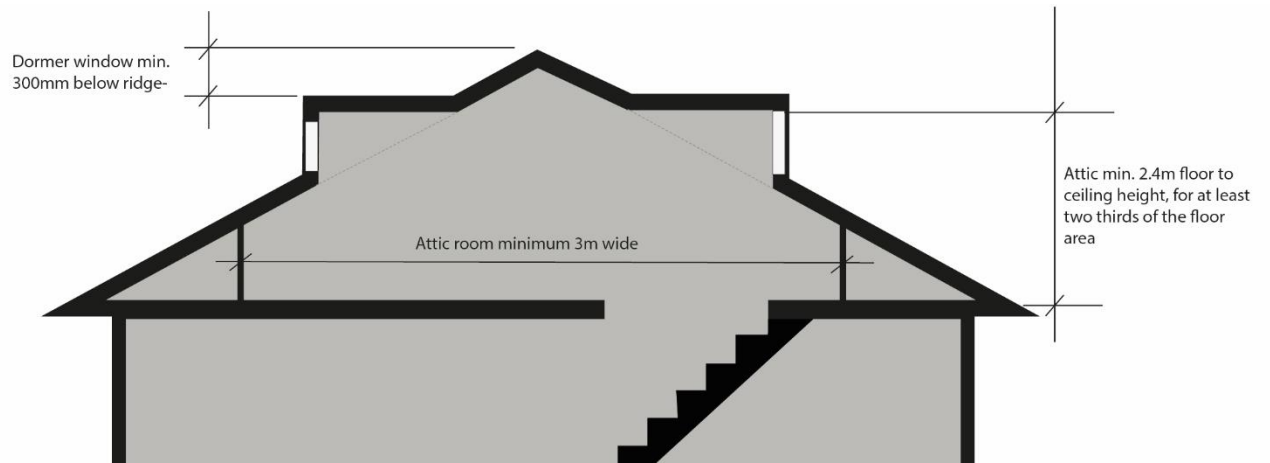 Dormer window min.
300mm below ridge-
Attic min. 2.4m floor to
ceiling height, for at least
two thirds of the floor
area
Attic room minimum 3m wide